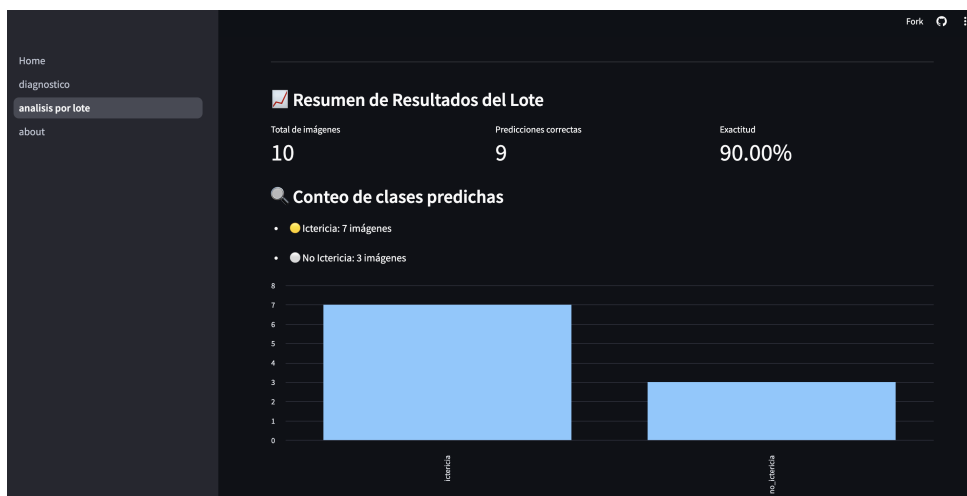 Fork
Home
diagnostico
analisis por lote
about
Resumen de Resultados del Lote
Total de imágenes
Predicciones correctas
Exactitud
10
9
90.00%
Conteo de clases predichas
Ictericia: 7 imágenes
No Ictericia: 3 imágenes
8
7
6
5
4
3
2
1
0
ictericia
no_ictericia